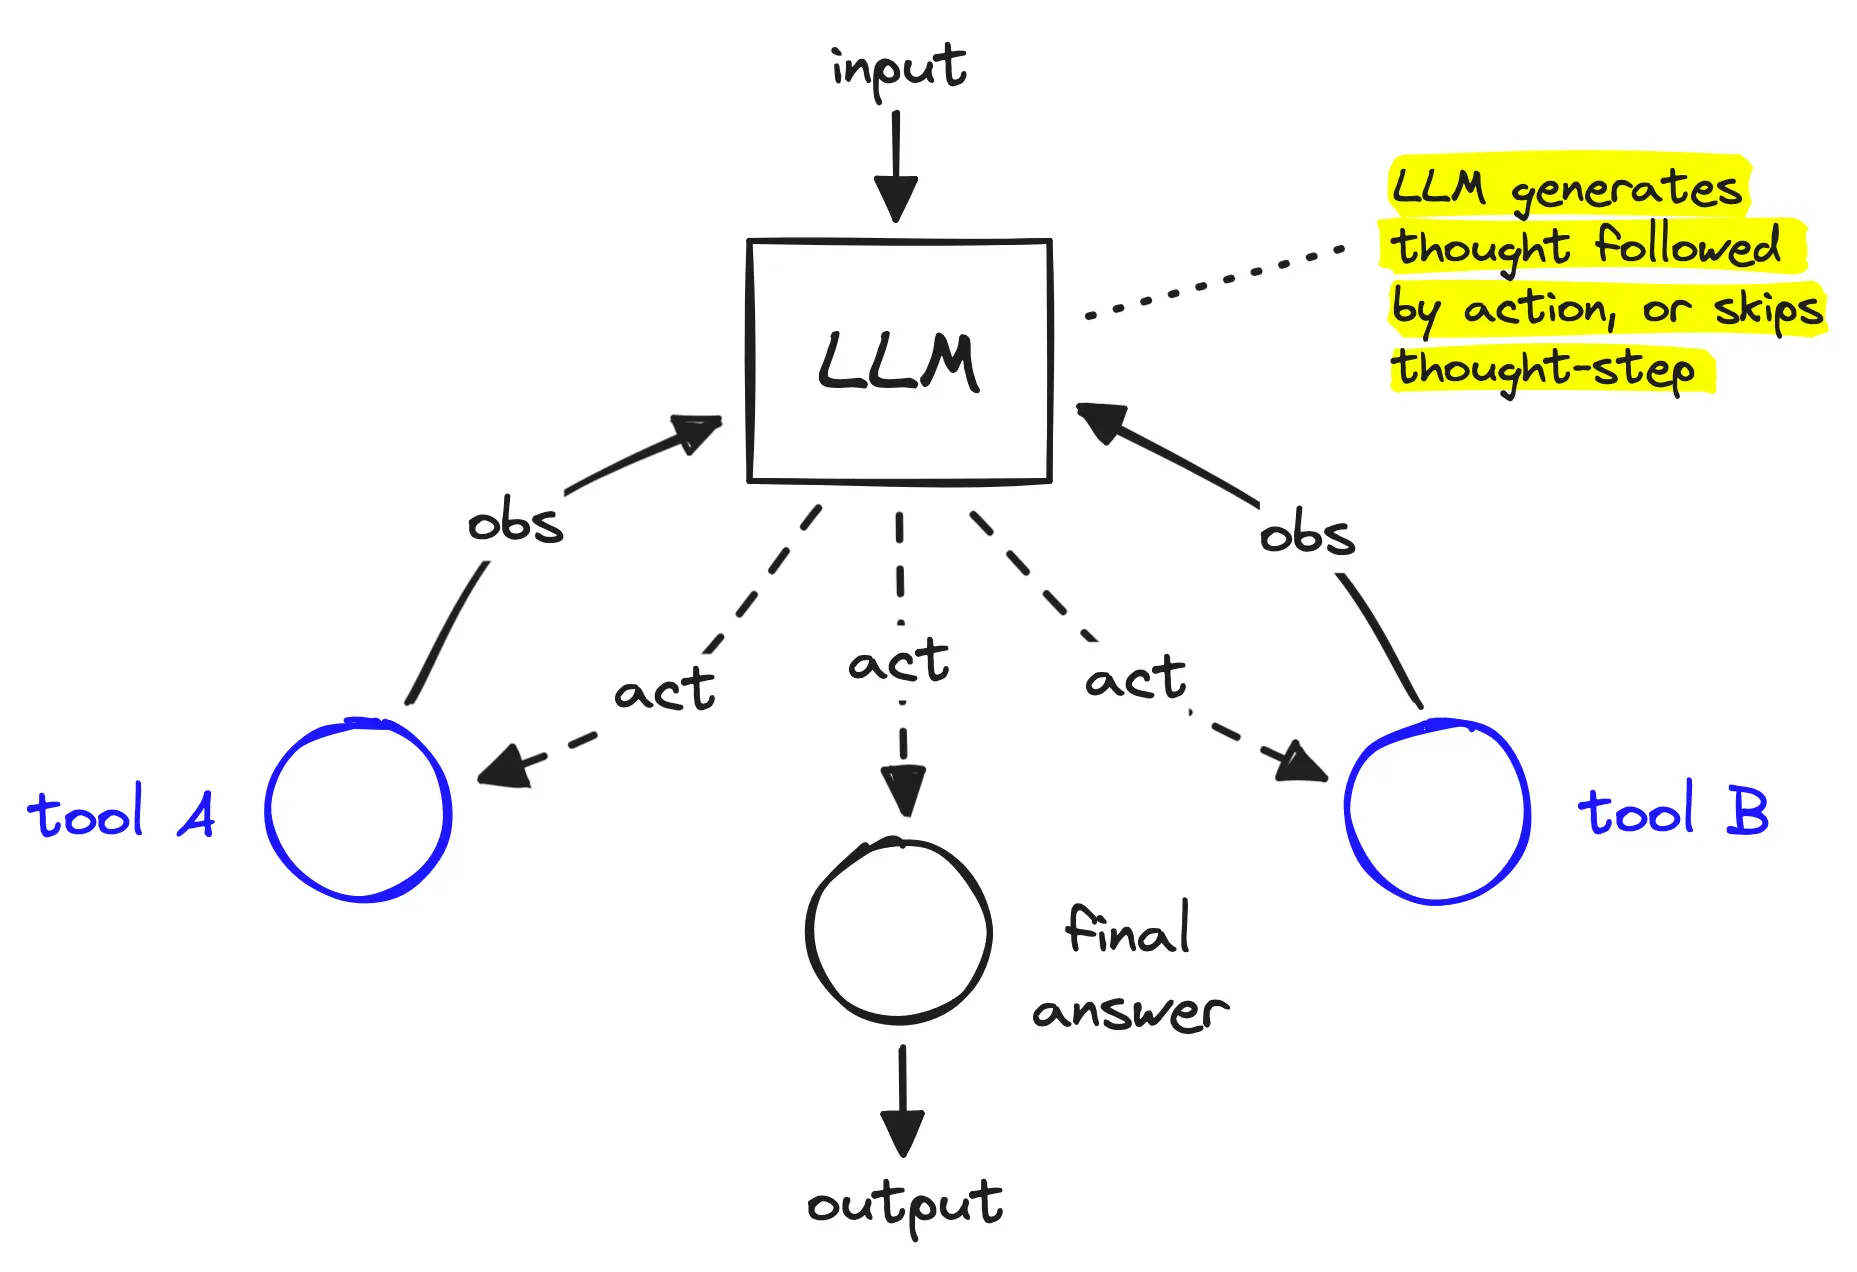 input
LLM generates
thought followed
by action, or skips
thought-step
LLM
obs
obs
act
act
act
tool A
tool B
final
answer
output